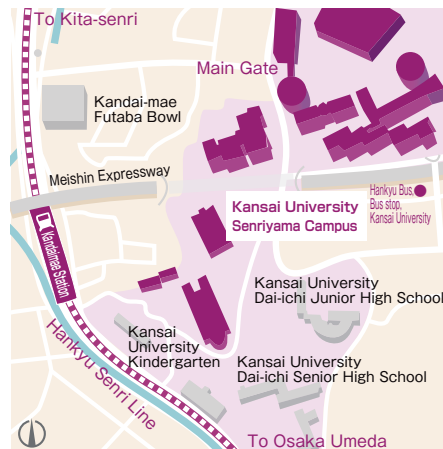 To Kita-senri
Main Gate
Kandai-mae
Futaba Bowl
Meishin Expressway
Hankyu Bus.
Bus stop.
Kansai University
Kansai University
Senriyama Campus
Kandaimae Station
Kansai University
Dai-ichi Junior High School
Kansai
University
Kindergarten
Kansai University
Dai-ichi Senior High School
Hankyu Senri Line
To Osaka Umeda